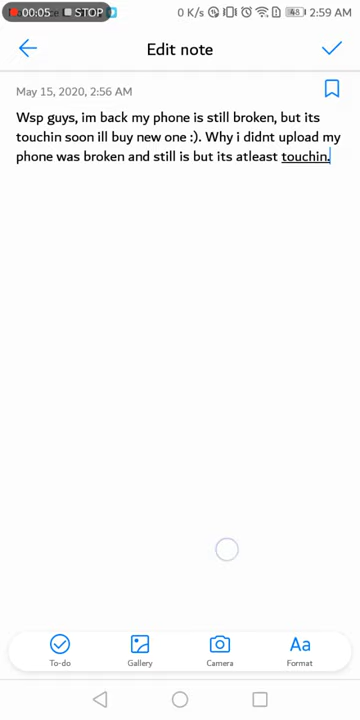 00:05 STOP 0 K/s 48 2:59 AM
Edit note
May 15, 2020, 2:56 AM
Wsp guys, im back my phone is still broken, but its
touchin soon ill buy new one :). Why i didnt upload my
phone was broken and still is but its atleast touchin.
To-do Gallery Camera Aa Format